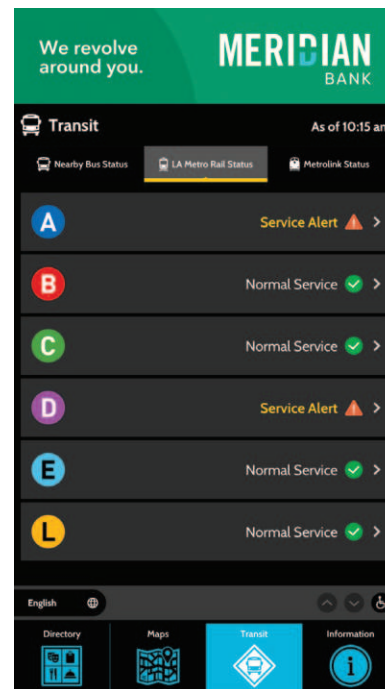 We revolve
around you.
MERIDIAN
BANK
Transit
As of 10:15 am
Nearby Bus Status
LA Metro Rail Status
Metrolink Status
A
Service Alert
B
Normal Service
C
Normal Service
D
Service Alert
E
Normal Service
L
Normal Service
English
Directory
Maps
Transit
Information
i